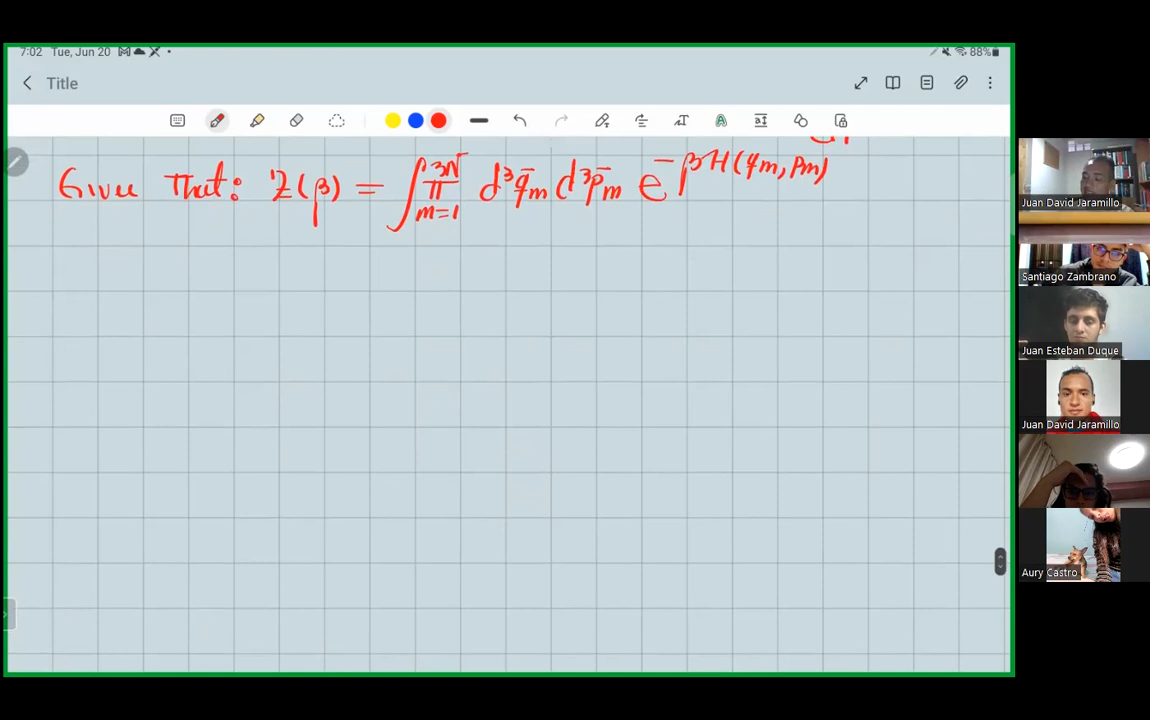 7:02 Tue, Jun 20
88%
Title
Given That: Z(β) = ∫ 3N π m=1 d³q̄m d³p̄m e^-βH(qm, pm)
Juan David Jaramillo
Santiago Zambrano
Juan Esteban Duque
Juan David Jaramillo
Aury Castro